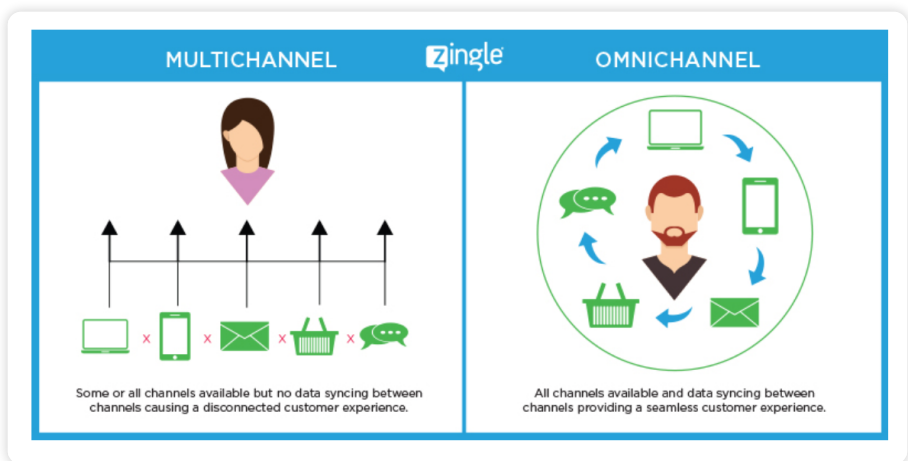 MULTICHANNEL
zingle
OMNICHANNEL
x x x x
Some or all channels available but no data syncing between
channels causing a disconnected customer experience.
All channels available and data syncing between
channels providing a seamless customer experience.